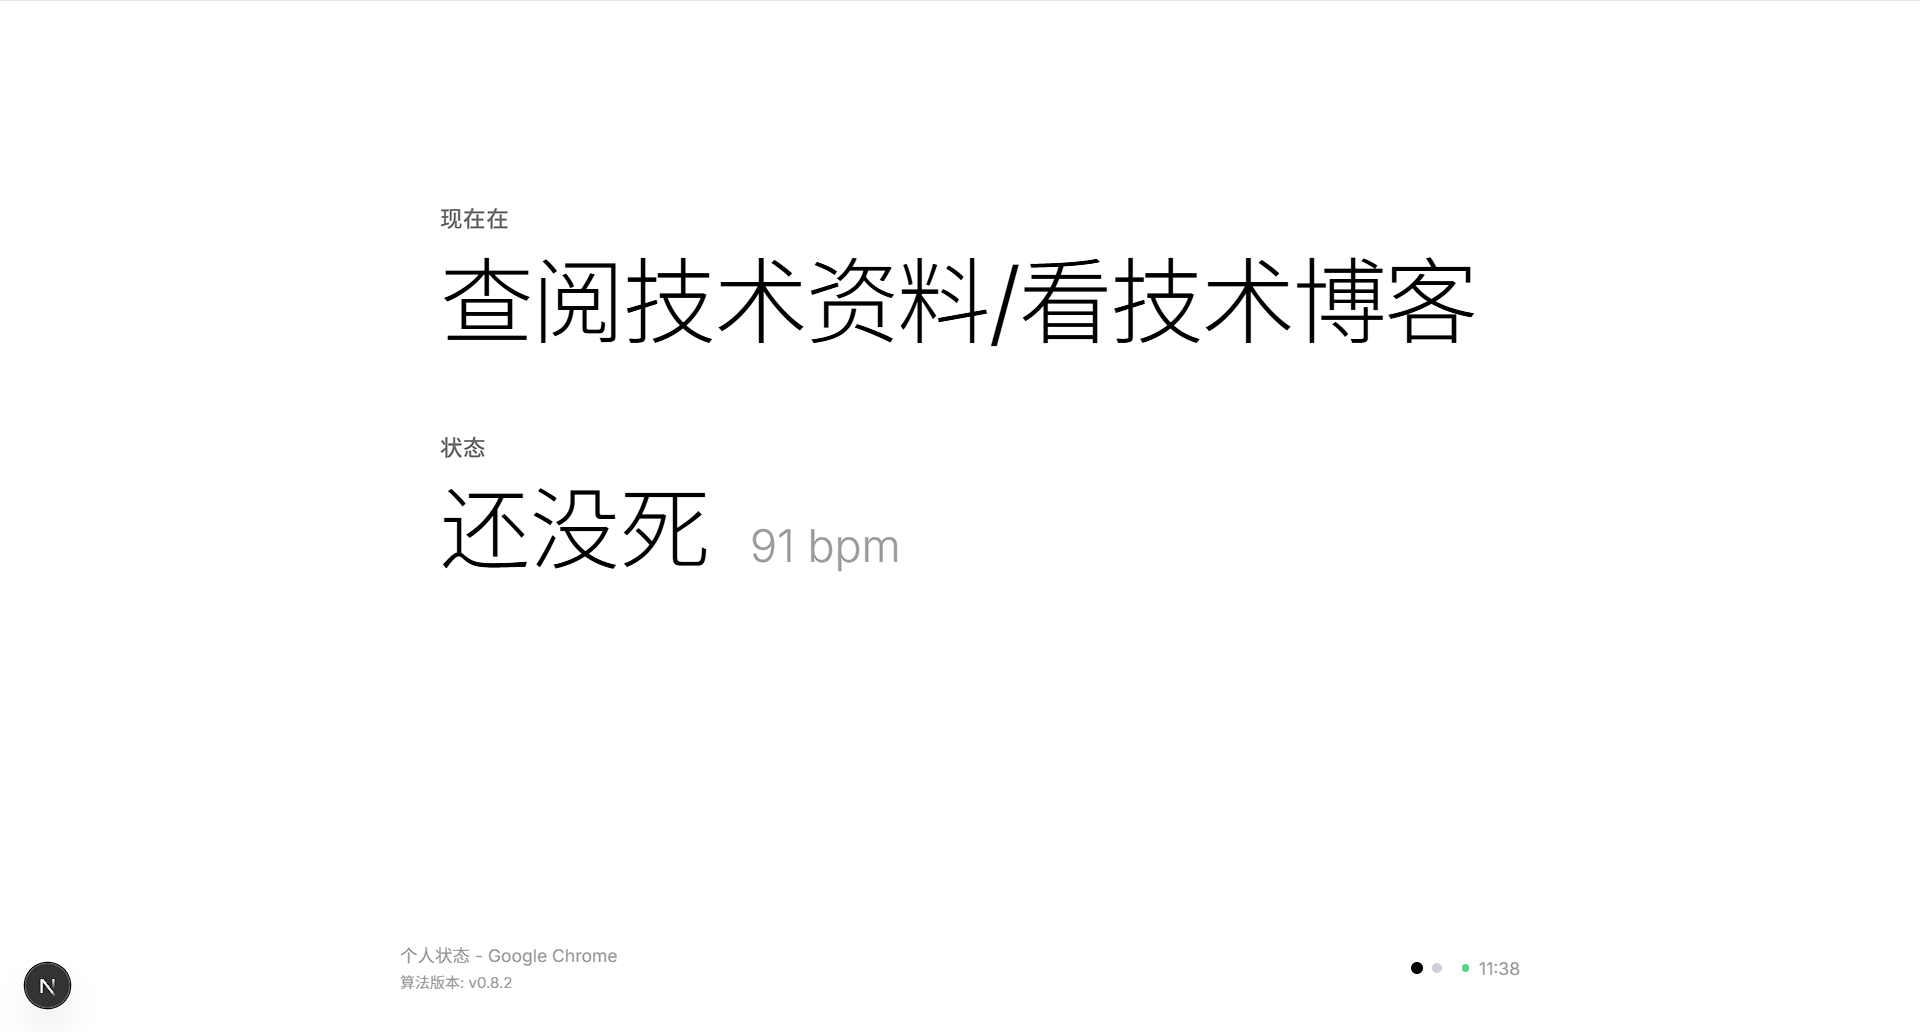 现在在
查阅技术资料/看技术博客
状态
还没死 91 bpm
个人状态 - Google Chrome
算法版本: v0.8.2
11:38
N